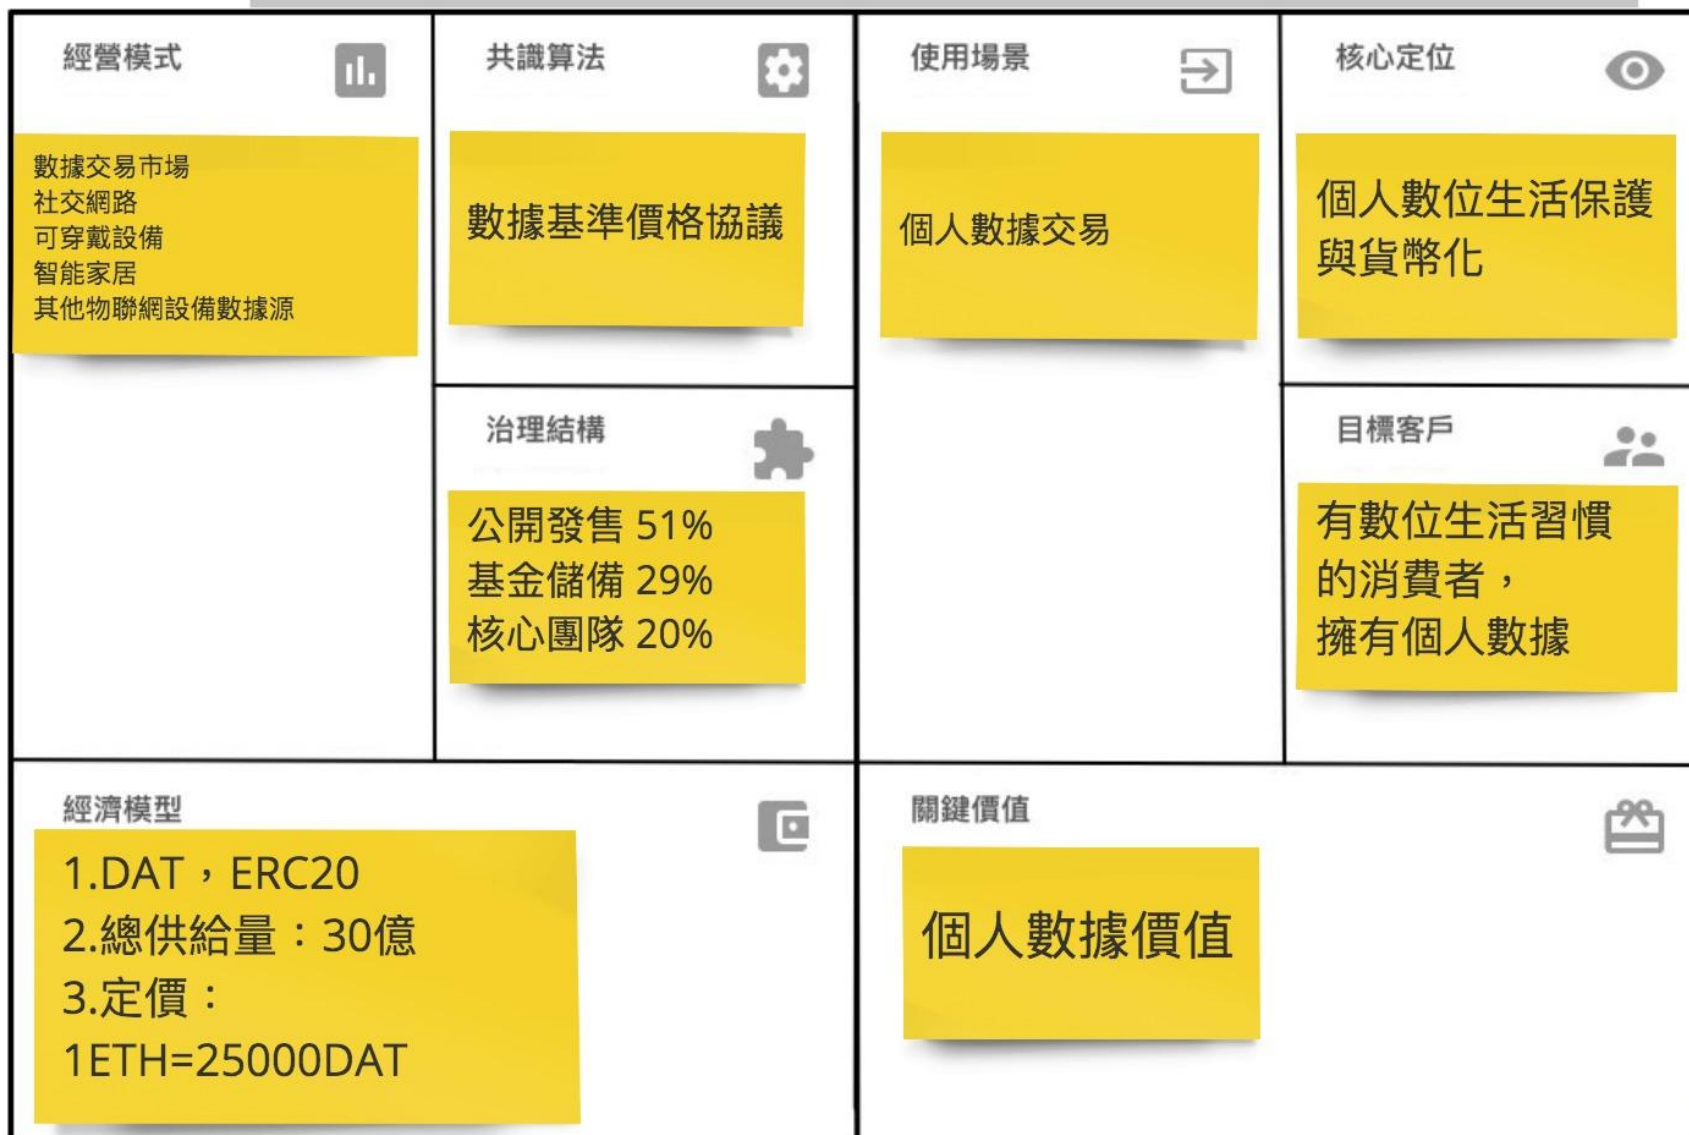 經營模式
數據交易市場
社交網路
可穿戴設備
智能家居
其他物聯網設備數據源
共識算法
數據基準價格協議
治理結構
公開發售 51%
基金儲備 29%
核心團隊 20%
使用場景
個人數據交易
核心定位
個人數位生活保護
與貨幣化
目標客戶
有數位生活習慣
的消費者，
擁有個人數據
經濟模型
1.DAT，ERC20
2.總供給量：30億
3.定價：
1ETH=25000DAT
關鍵價值
個人數據價值